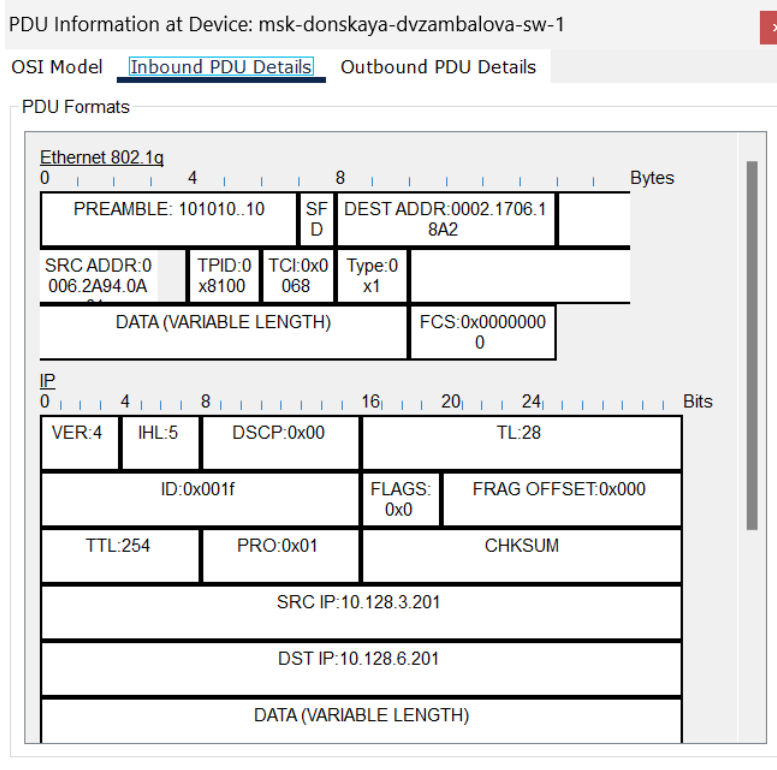 PDU Information at Device: msk-donskaya-dvzambalova-sw-1
OSI Model Inbound PDU Details Outbound PDU Details
PDU Formats
Ethernet 802.1q
0 4 8 Bytes
PREAMBLE: 101010..10 SF DEST ADDR:0002.1706.1
D 8A2
SRC ADDR:0 TPID:0 TCI:0x0 Type:0
006.2A94.0A x8100 068 x1
DATA (VARIABLE LENGTH) FCS:0x0000000
0
IP
0 4 8 16 20 24 Bits
VER:4 IHL:5 DSCP:0x00 TL:28
ID:0x001f FLAGS: FRAG OFFSET:0x000
0x0
TTL:254 PRO:0x01 CHKSUM
SRC IP:10.128.3.201
DST IP:10.128.6.201
DATA (VARIABLE LENGTH)